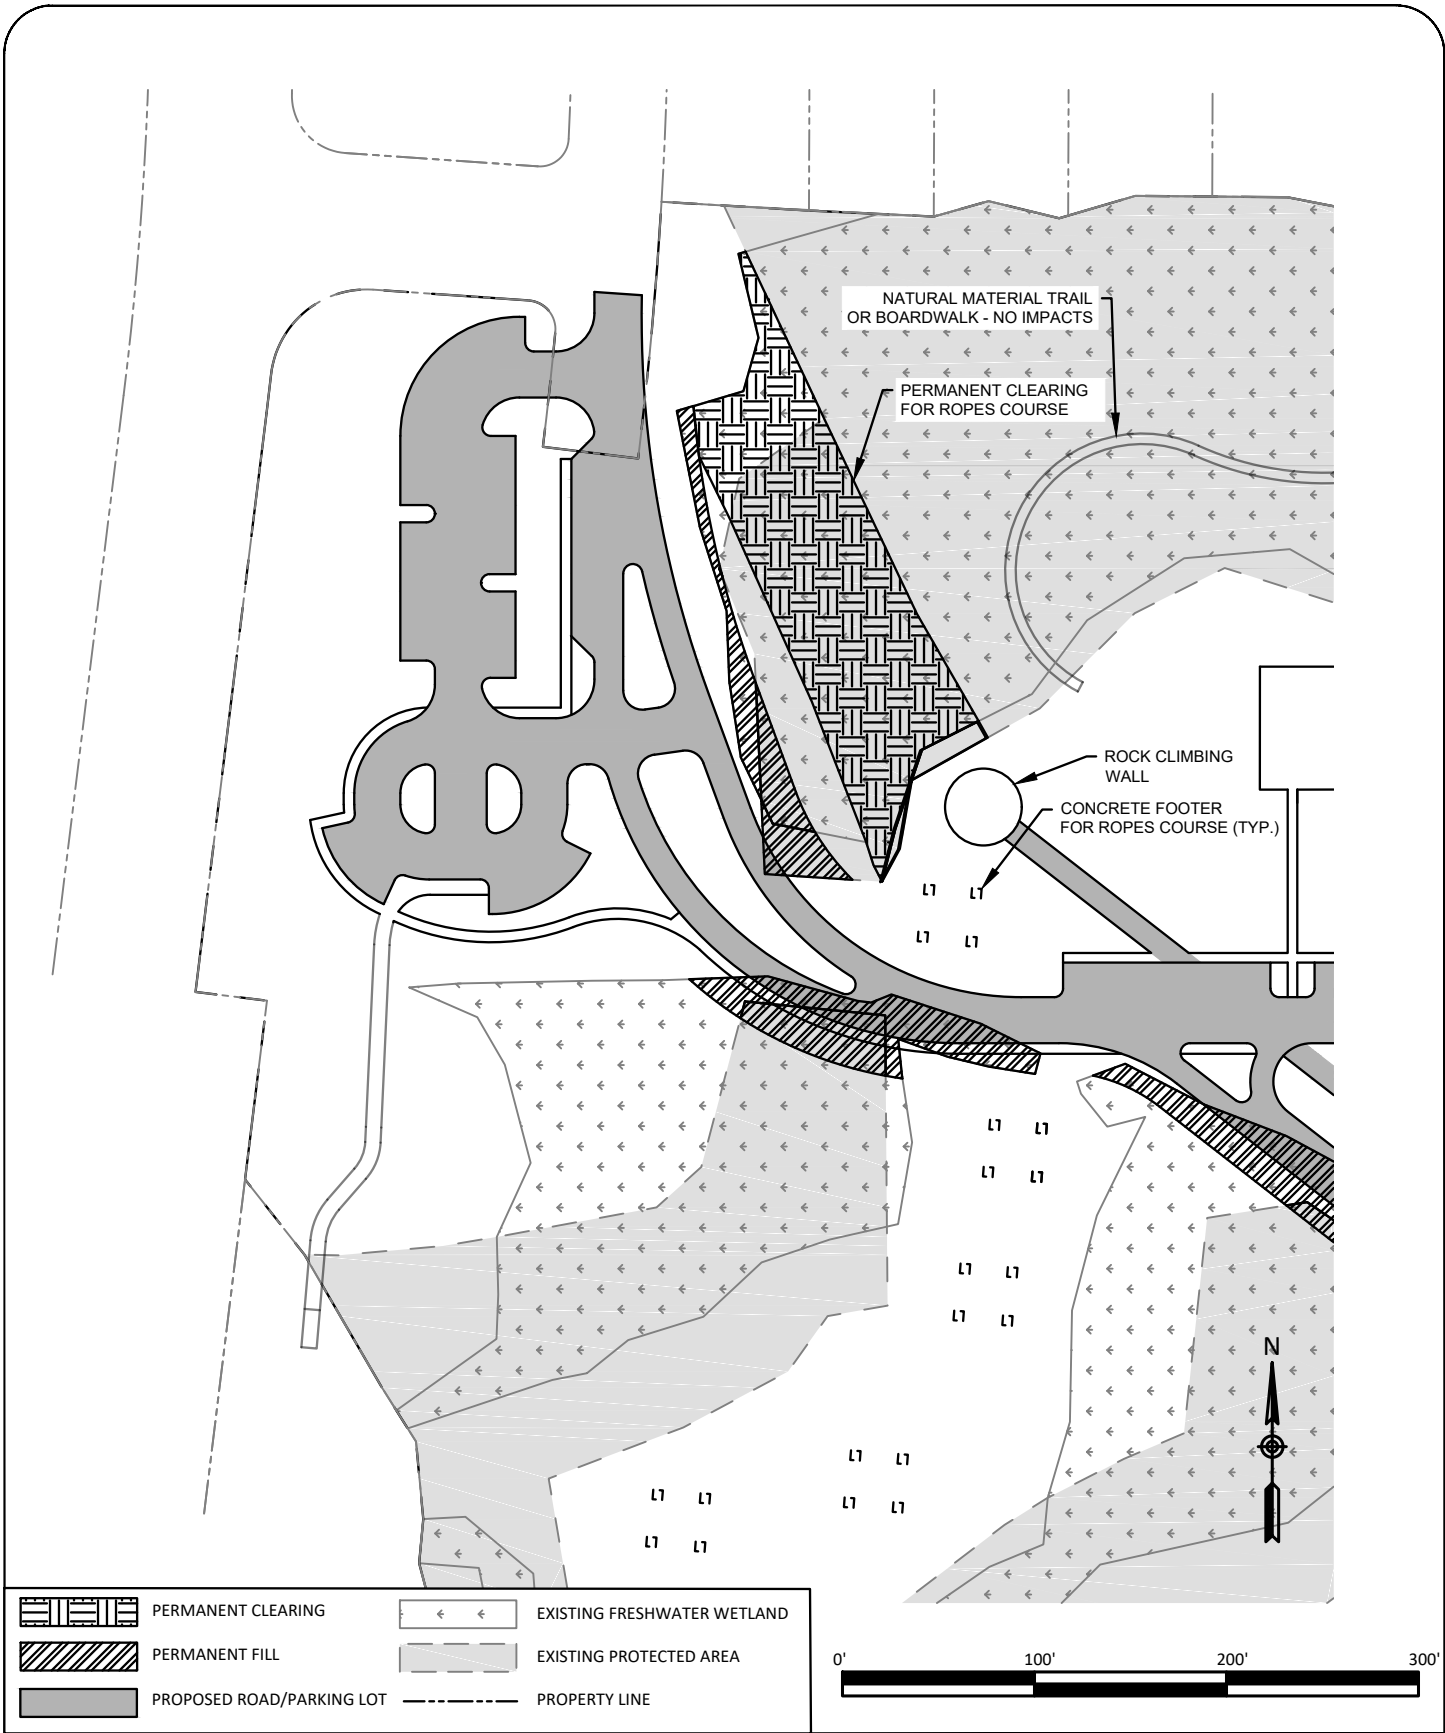 NATURAL MATERIAL TRAIL
OR BOARDWALK - NO IMPACTS
PERMANENT CLEARING
FOR ROPES COURSE
ROCK CLIMBING
WALL
CONCRETE FOOTER
FOR ROPES COURSE (TYP.)
N
PERMANENT CLEARING
PERMANENT FILL
PROPOSED ROAD/PARKING LOT
EXISTING FRESHWATER WETLAND
EXISTING PROTECTED AREA
PROPERTY LINE
0' 100' 200' 300'